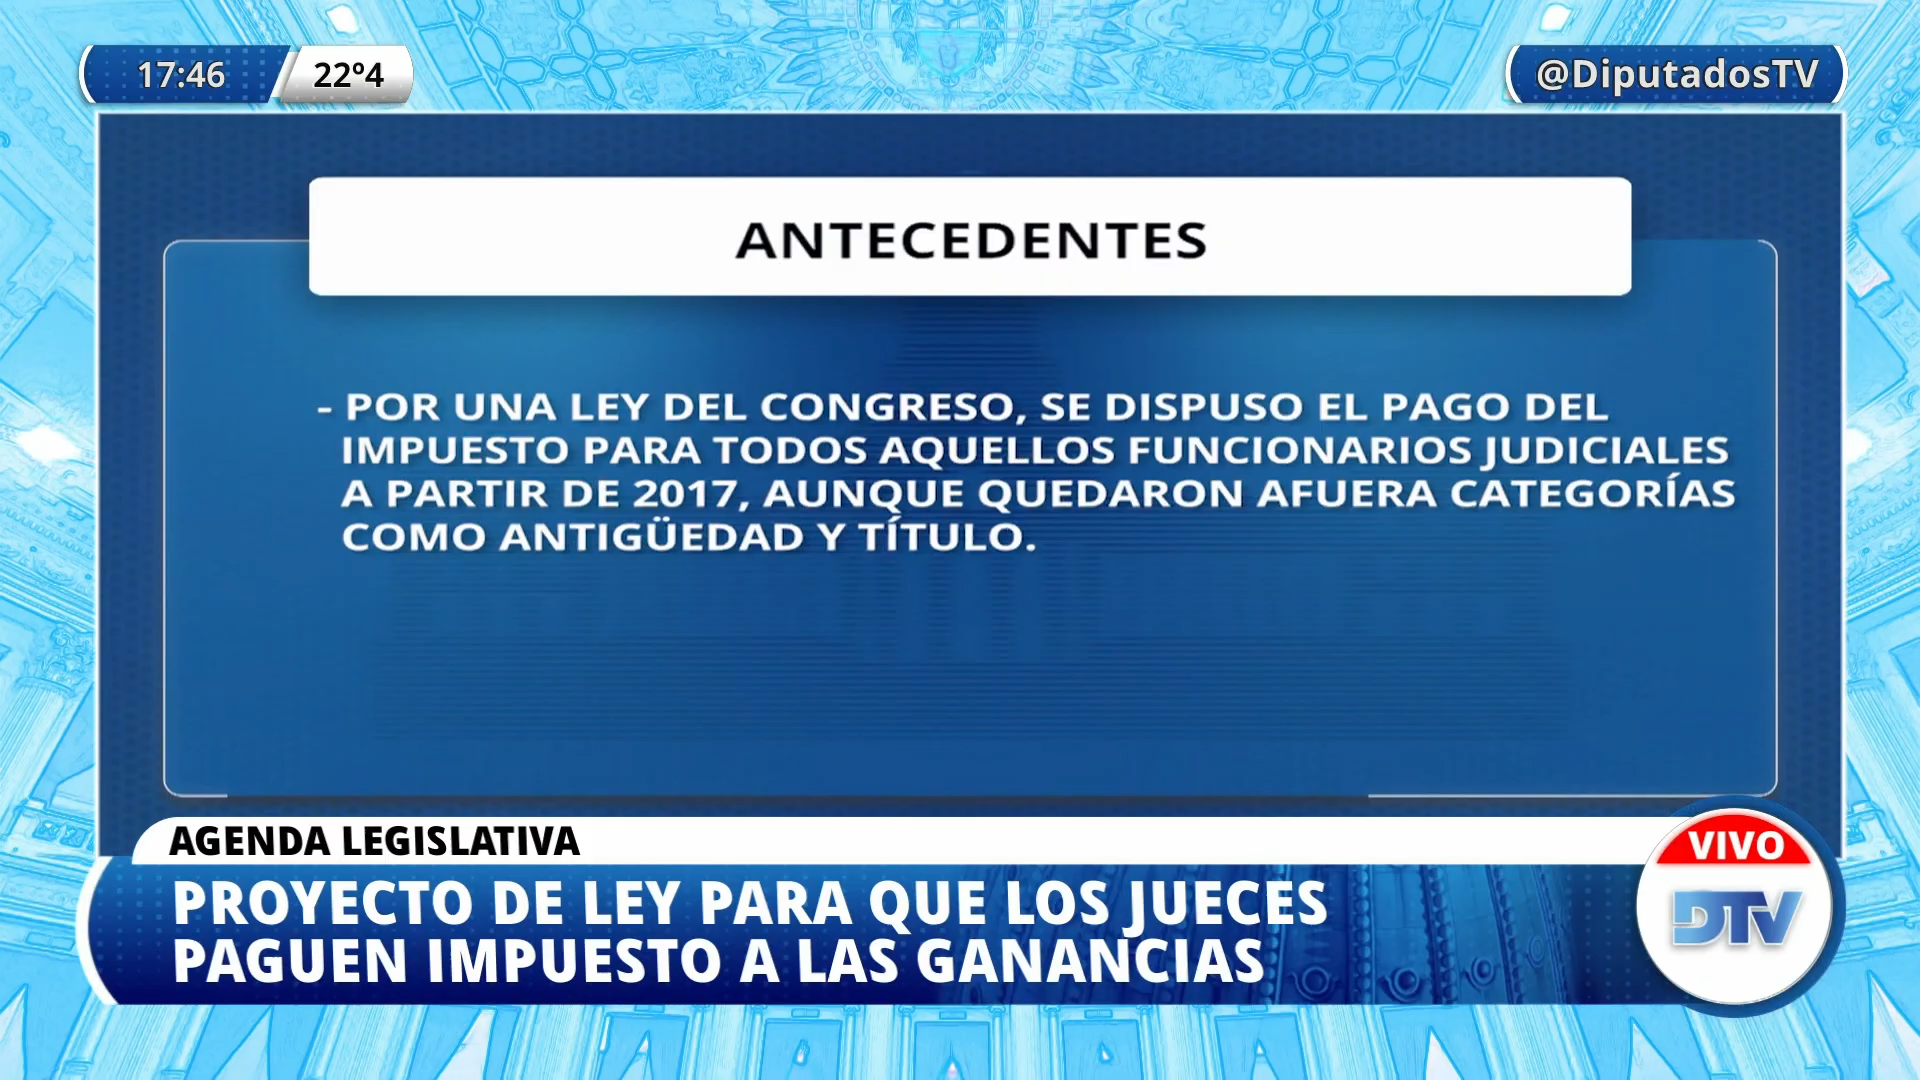 17:46
22º4
@DiputadosTV
ANTECEDENTES
- POR UNA LEY DEL CONGRESO, SE DISPUSO EL PAGO DEL
IMPUESTO PARA TODOS AQUELLOS FUNCIONARIOS JUDICIALES
A PARTIR DE 2017, AUNQUE QUEDARON AFUERA CATEGORÍAS
COMO ANTIGÜEDAD Y TÍTULO.
AGENDA LEGISLATIVA
PROYECTO DE LEY PARA QUE LOS JUECES
PAGUEN IMPUESTO A LAS GANANCIAS
VIVO
DTV